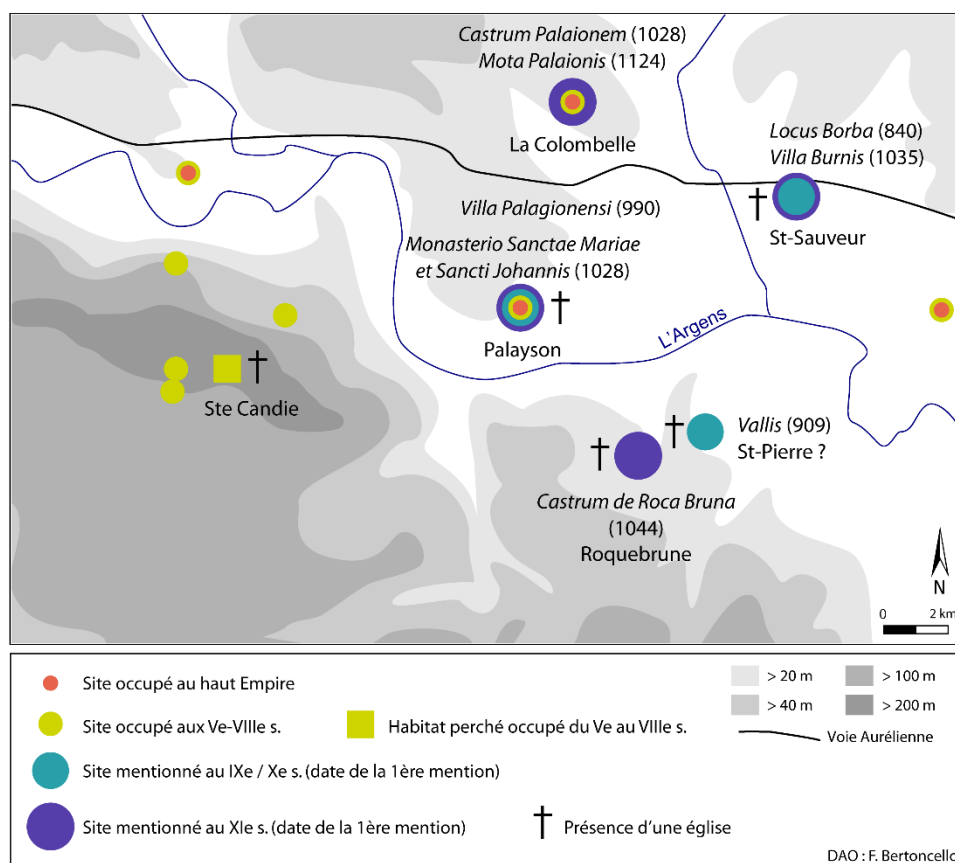 Castrum Palaionem (1028)
Mota Palaionis (1124)
La Colombelle
Locus Borba (840)
Villa Burnis (1035)
St-Sauveur
Villa Palagionensi (990)
Monasterio Sanctae Mariae
et Sancti Johannis (1028)
Palayson
L'Argens
Ste Candie
Vallis (909)
St-Pierre ?
Castrum de Roca Bruna
(1044)
Roquebrune
N
0 2 km
Site occupé au haut Empire
Site occupé aux Ve-VIIIe s.
Habitat perché occupé du Ve au VIIIe s.
Site mentionné au IXe / Xe s. (date de la 1ère mention)
Site mentionné au XIe s. (date de la 1ère mention)
Présence d'une église
> 20 m
> 100 m
> 40 m
> 200 m
Voie Aurélienne
DAO : F. Bertoncello